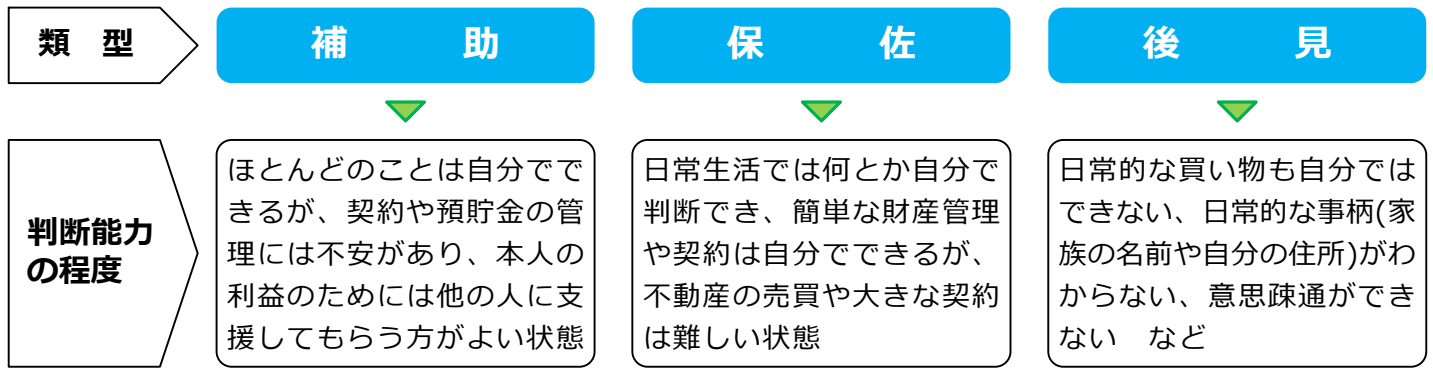 類　型
補　助
保　佐
後　見
判断能力
の程度
ほとんどのことは自分でで
きるが、契約や預貯金の管
理には不安があり、本人の
利益のためには他の人に支
援してもらう方がよい状態
日常生活では何とか自分で
判断でき、簡単な財産管理
や契約は自分でできるが、
不動産の売買や大きな契約
は難しい状態
日常的な買い物も自分では
できない、日常的な事柄(家
族の名前や自分の住所)がわ
からない、意思疎通ができ
ない　など